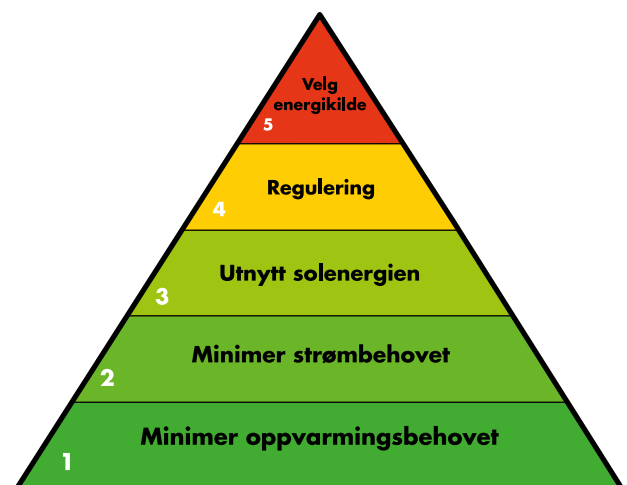 Velg
energikilde
5
Regulering
4
Utnytt solenergien
3
Minimer strømbehovet
2
Minimer oppvarmingsbehovet
1